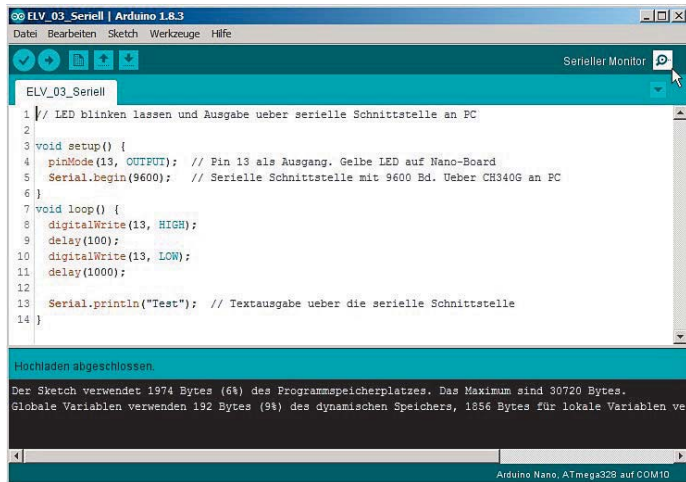 ELV_03_Seriell | Arduino 1.8.3
Datei Bearbeiten Sketch Werkzeuge Hilfe
Serieller Monitor
ELV_03_Seriell
1 // LED blinken lassen und Ausgabe ueber serielle Schnittstelle an PC
2
3 void setup() {
4   pinMode(13, OUTPUT);  // Pin 13 als Ausgang. Gelbe LED auf Nano-Board
5   Serial.begin(9600);   // Serielle Schnittstelle mit 9600 Bd. Ueber CH340G an PC
6 }
7 void loop() {
8   digitalWrite(13, HIGH);
9   delay(100);
10   digitalWrite(13, LOW);
11   delay(1000);
12
13   Serial.println("Test");  // Textausgabe ueber die serielle Schnittstelle
14 }
Hochladen abgeschlossen.
Der Sketch verwendet 1974 Bytes (6%) des Programmspeicherplatzes. Das Maximum sind 30720 Bytes.
Globale Variablen verwenden 192 Bytes (9%) des dynamischen Speichers, 1856 Bytes für lokale Variablen ve
Arduino Nano, ATmega328 auf COM10